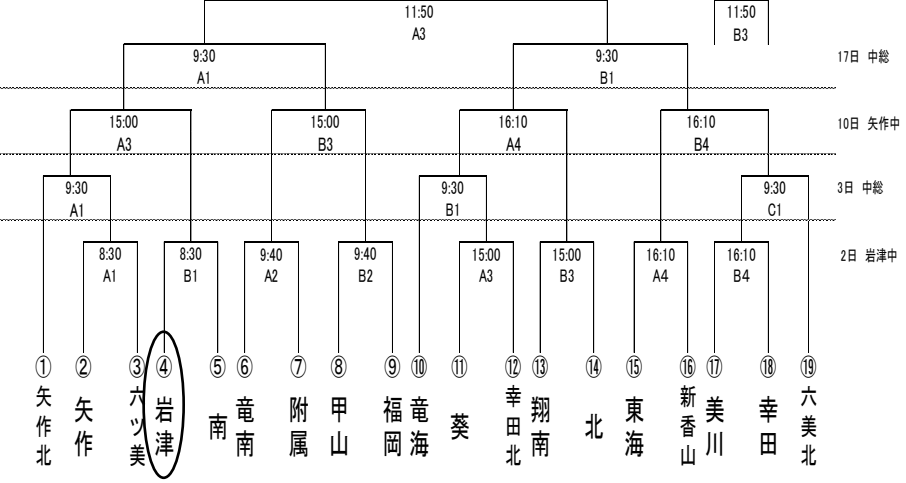 11:50 11:50
A3 B3
9:30 9:30 17日 中総
A1 B1
15:00 15:00 16:10 16:10 10日 矢作中
A3 B3 A4 B4
9:30 9:30 9:30 3日 中総
A1 B1 C1
8:30 8:30 9:40 9:40 15:00 15:00 16:10 16:10 2日 岩津中
A1 B1 A2 B2 A3 B3 A4 B4
① ② ③ ④ ⑤ ⑥ ⑦ ⑧ ⑨ ⑩ ⑪ ⑫ ⑬ ⑭ ⑮ ⑯ ⑰ ⑱ ⑲
矢作北
矢作
六ツ美
岩津
南
竜南
附属
甲山
福岡
竜海
葵
幸田北
翔南
北
東海
新香山
美川
幸田
六美北